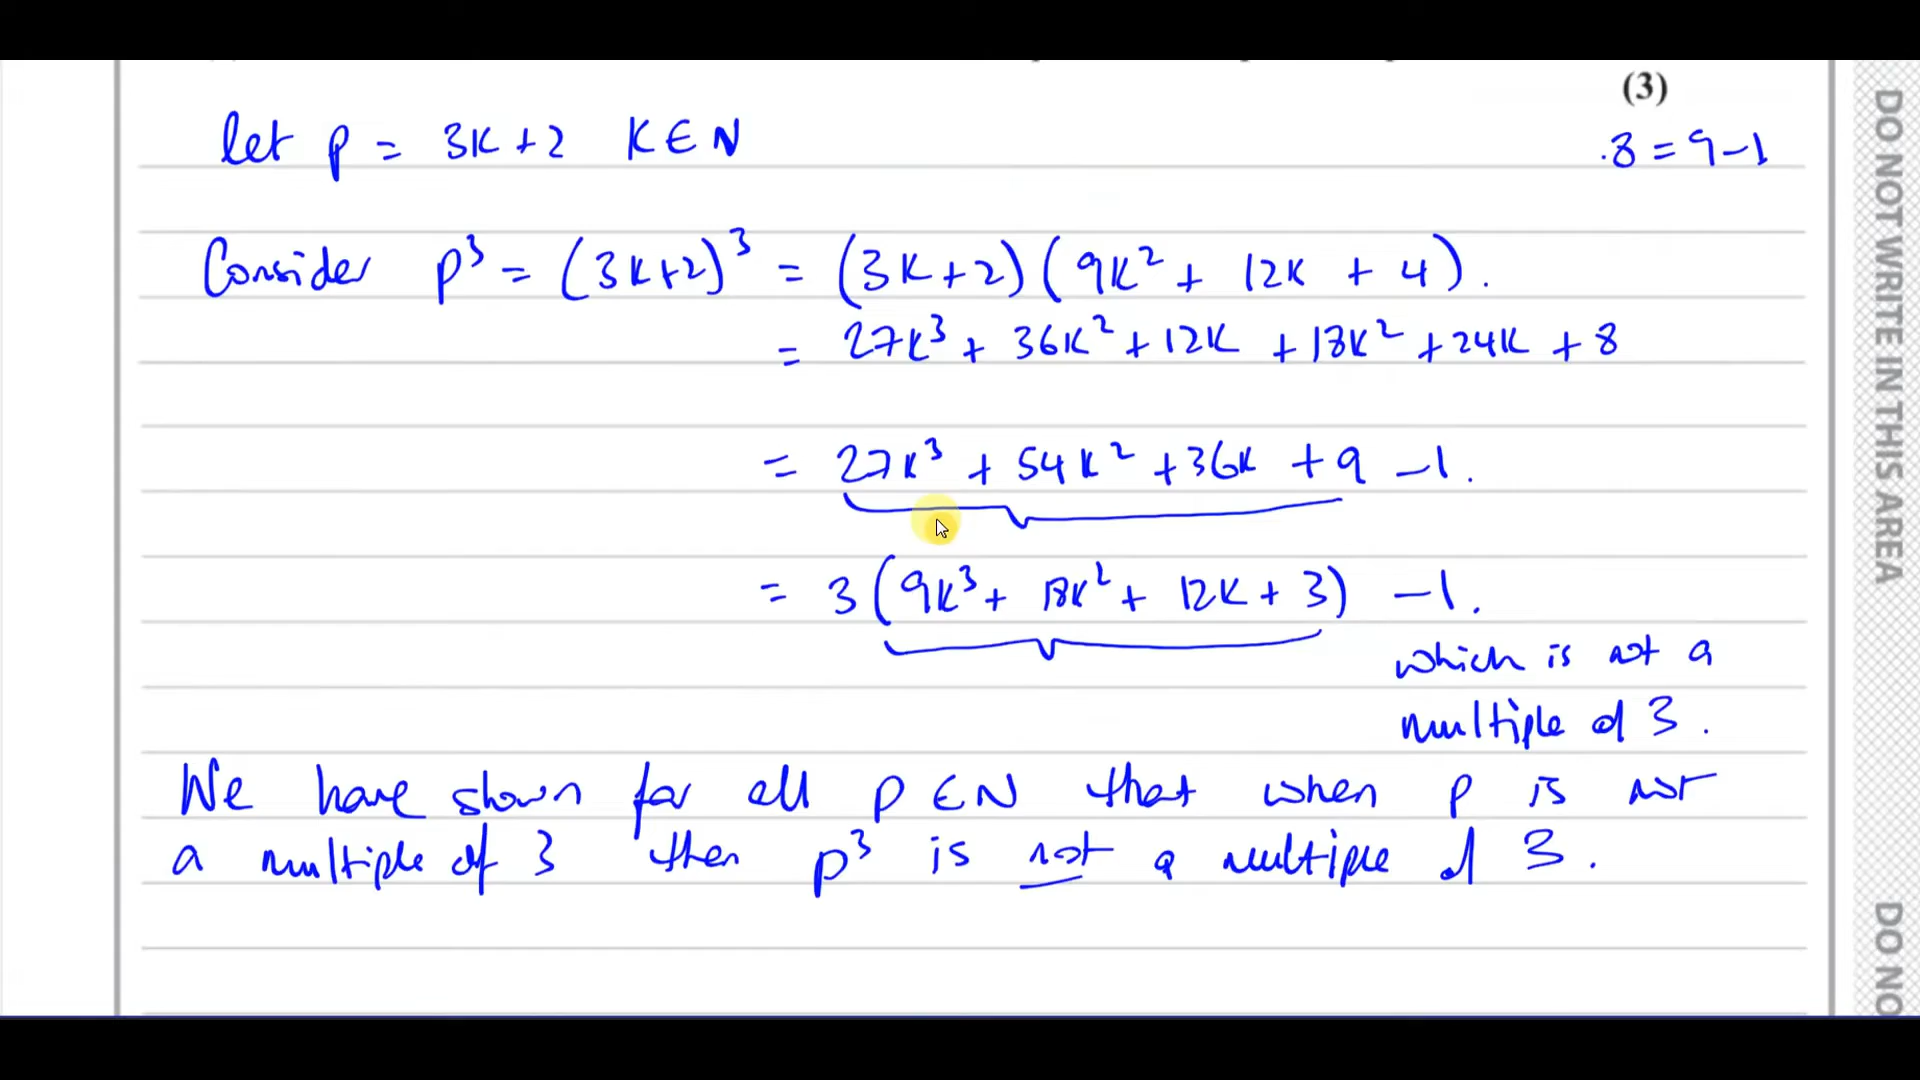 (3)
let p = 3K+2 K∈N
.8 = 9-1
Consider p³ = (3K+2)³ = (3K+2)(9K² + 12K + 4).
= 27K³ + 36K² + 12K + 18K² + 24K + 8
= 27K³ + 54K² + 36K + 9 -1.
= 3(9K³ + 18K² + 12K + 3) -1.
which is not a
multiple of 3.
We have shown for all p∈N that when p is not
a multiple of 3 then p³ is not a multiple of 3.
DO NOT WRITE IN THIS AREA
DO NO